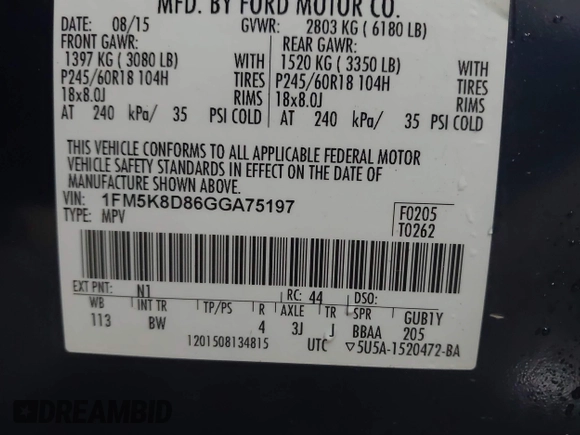 MFD. BY FORD MOTOR CO.
DATE: 08/15 GVWR: 2803 KG ( 6180 LB)
FRONT GAWR: REAR GAWR:
1397 KG ( 3080 LB) 1520 KG ( 3350 LB) WITH
P245/60R18 104H TIRES P245/60R18 104H TIRES
18x8.0J RIMS 18x8.0J RIMS
AT 240 kPa/ 35 PSI COLD AT 240 kPa/ 35 PSI COLD
THIS VEHICLE CONFORMS TO ALL APPLICABLE FEDERAL MOTOR
VEHICLE SAFETY STANDARDS IN EFFECT ON THE DATE OF
MANUFACTURE SHOWN ABOVE.
VIN: 1FM5K8D86GGA75197 F0205
TYPE: MPV T0262
EXT PNT: N1 RC: 44 DSO:
WB INT TR TP/PS R AXLE TR SPR GUB1Y
113 BW 4 3J J BBAA 205
1201508134815 UTC ▽5U5A-1520472-BA
DREAMBID